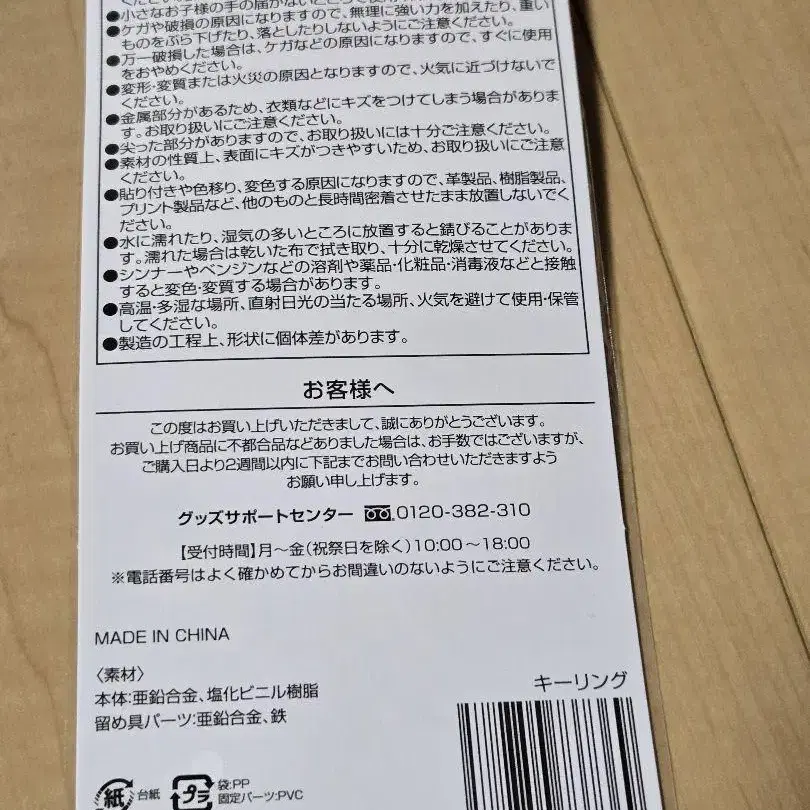 ●小さなお子様の手の届かないところで使用
●ケガや破損の原因になりますので、無理に強い力を加えたり、重い
ものをぶら下げたり、落としたりしないようにご注意ください。
●万一破損した場合は、ケガなどの原因になりますので、すぐに使用
をおやめください。
●変形・変質または火災の原因となりますので、火気に近づけないで
ください。
●金属部分があるため、衣類などにキズをつけてしまう場合がありま
す。お取り扱いにご注意ください。
●尖った部分がありますので、お取り扱いには十分ご注意ください。
●素材の性質上、表面にキズがつきやすいため、お取り扱いにご注意
ください。
●貼り付きや色移り、変色する原因になりますので、革製品、樹脂製品、
プリント製品など、他のものと長時間密着させたまま放置しないでく
ださい。
●水に濡れたり、湿気の多いところに放置すると錆びることがありま
す。濡れた場合は乾いた布で拭き取り、十分に乾燥させてください。
●シンナーやベンジンなどの溶剤や薬品・化粧品・消毒液などと接触
すると変色・変質する場合があります。
●高温・多湿な場所、直射日光の当たる場所、火気を避けて使用・保管
してください。
●製造の工程上、形状に個体差があります。
お客様へ
この度はお買い上げいただきまして、誠にありがとうございます。
お買い上げ商品に不都合品などありました場合は、お手数ではございますが、
ご購入日より2週間以内に下記までお問い合わせいただきますよう
お願い申し上げます。
グッズサポートセンター 0120-382-310
【受付時間】月～金(祝祭日を除く)10:00～18:00
※電話番号はよく確かめてからお間違いのないようにご注意ください。
MADE IN CHINA
〈素材〉
本体:亜鉛合金、塩化ビニル樹脂
留め具パーツ:亜鉛合金、鉄
キーリング
紙 台紙
プラ 袋:PP
固定パーツ:PVC